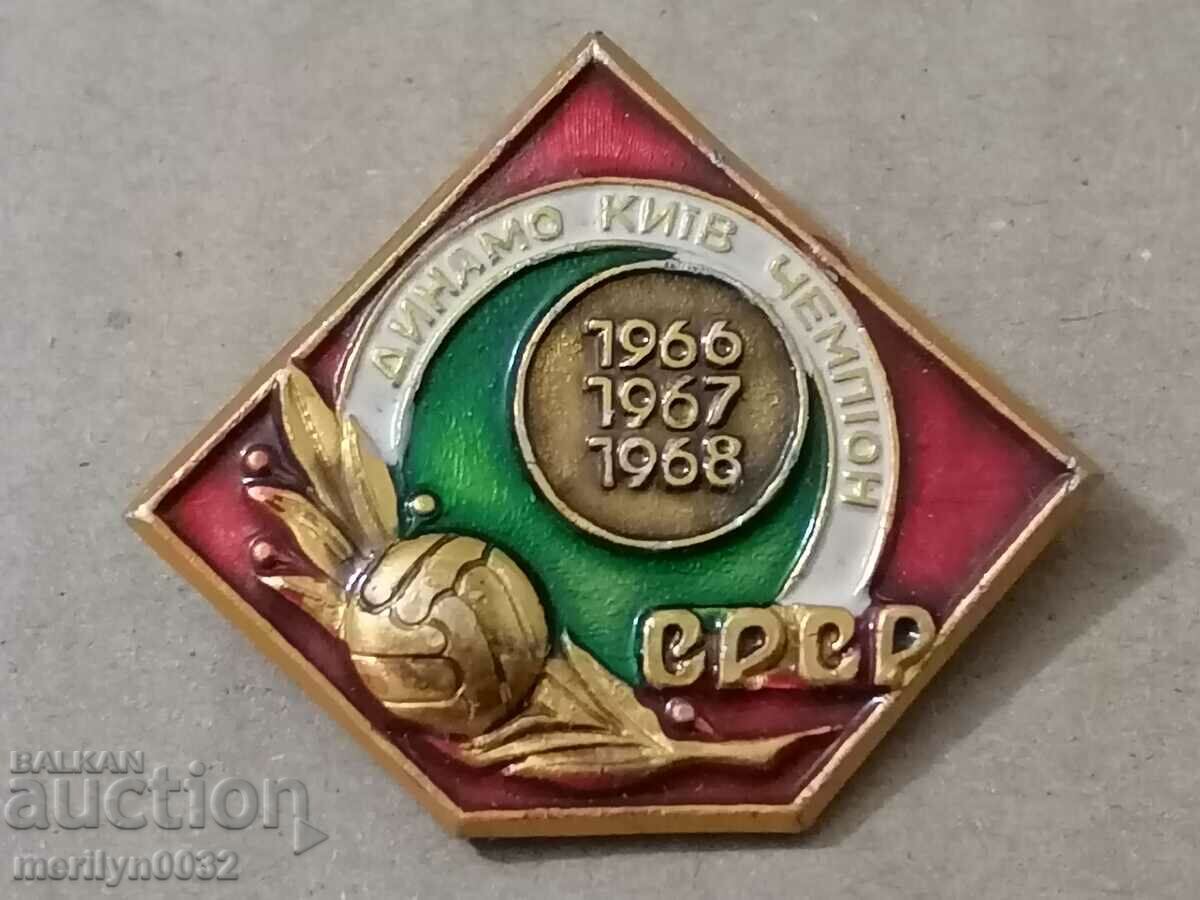 ДИНАМО КИЇВ ЧЕМПІОН
1966
1967
1968
СРСР
BALKAN
auction
merilyn0032